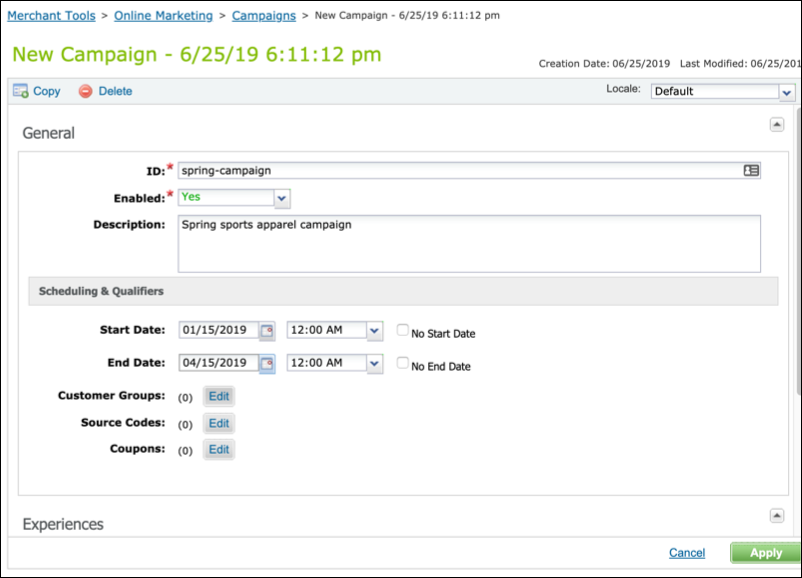 Merchant Tools > Online Marketing > Campaigns > New Campaign - 6/25/19 6:11:12 pm
New Campaign - 6/25/19 6:11:12 pm
Creation Date: 06/25/2019 Last Modified: 06/25/201
Copy Delete Locale: Default
General
ID:* spring-campaign
Enabled:* Yes
Description: Spring sports apparel campaign
Scheduling & Qualifiers
Start Date: 01/15/2019 12:00 AM No Start Date
End Date: 04/15/2019 12:00 AM No End Date
Customer Groups: (0) Edit
Source Codes: (0) Edit
Coupons: (0) Edit
Experiences
Cancel Apply